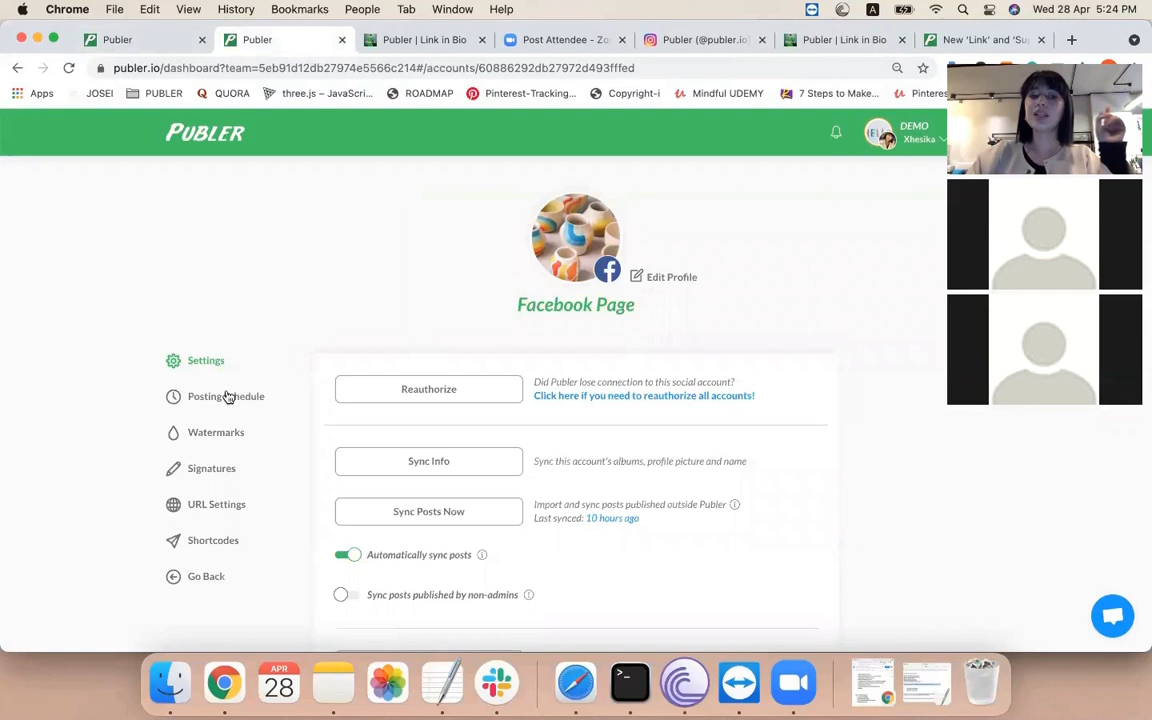 Chrome File Edit View History Bookmarks People Tab Window Help
A Wed 28 Apr 5:24 PM
Publer
Publer
Publer | Link in Bio
Post Attendee - Zo
Publer (@publer.io)
Publer | Link in Bio
New 'Link' and 'Su
publer.io/dashboard?team=5eb91d12db27974e5566c214#/accounts/60886292db27972d493fffed
Apps
JOSEI
PUBLER
QUORA
three.js – JavaScri...
ROADMAP
Pinterest-Tracking...
Copyright-i
Mindful UDEMY
7 Steps to Make...
Pinteres
PUBLER
DEMO
Xhesika
Edit Profile
Facebook Page
Settings
Posting Schedule
Watermarks
Signatures
URL Settings
Shortcodes
Go Back
Reauthorize
Did Publer lose connection to this social account?
Click here if you need to reauthorize all accounts!
Sync Info
Sync this account's albums, profile picture and name
Sync Posts Now
Import and sync posts published outside Publer
Last synced: 10 hours ago
Automatically sync posts
Sync posts published by non-admins
APR
28